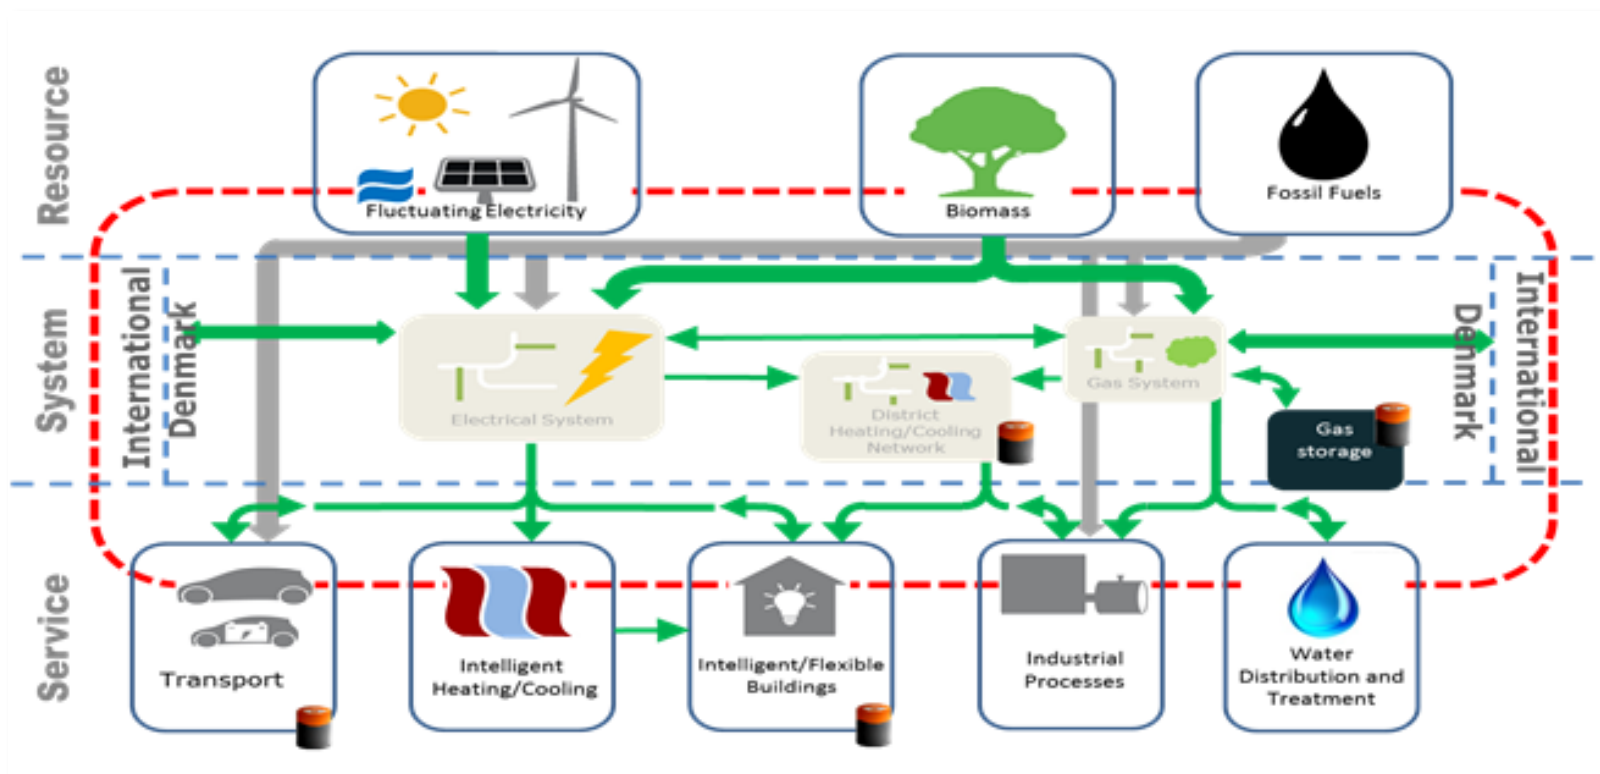 Resource
Fluctuating Electricity
Biomass
Fossil Fuels
System
International
Denmark
Electrical System
District
Heating/Cooling
Network
Gas System
Gas
storage
Denmark
International
Service
Transport
Intelligent
Heating/Cooling
Intelligent/Flexible
Buildings
Industrial
Processes
Water
Distribution and
Treatment